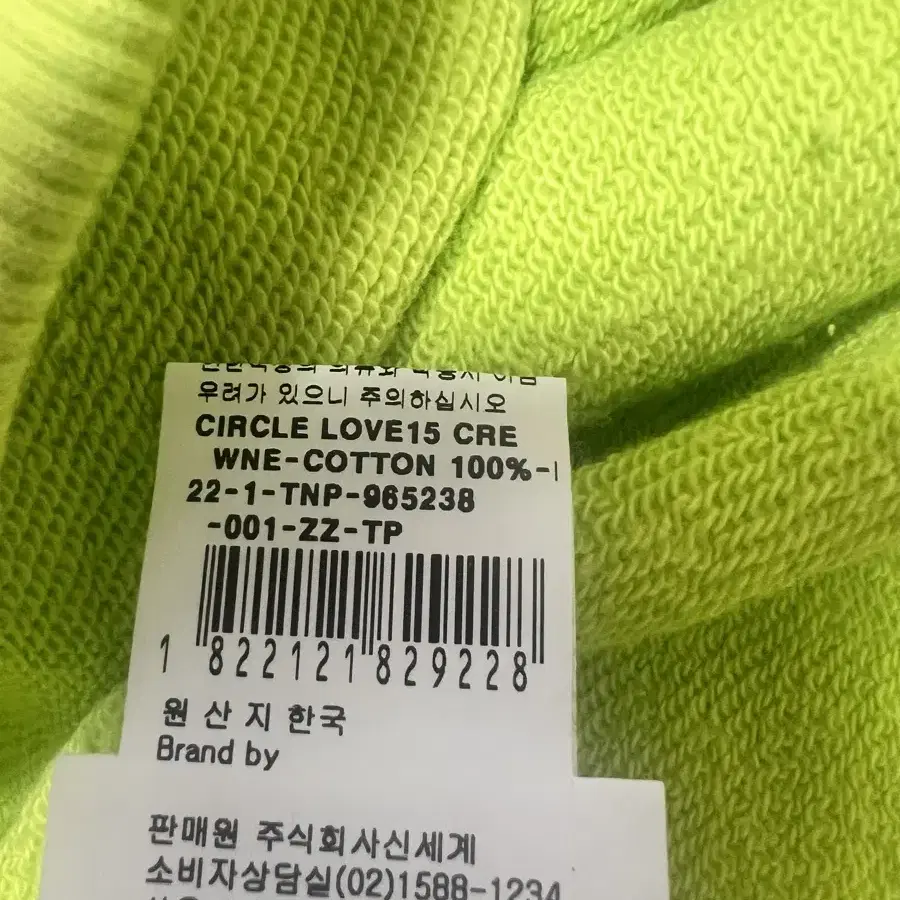 우려가 있으니 주의하십시오
CIRCLE LOVE15 CRE
WNE-COTTON 100%-
22-1-TNP-965238
-001-ZZ-TP
1 822121 829228
원 산 지 한국
Brand by
판매원 주식회사신세계
소비자상담실(02)1588-1234